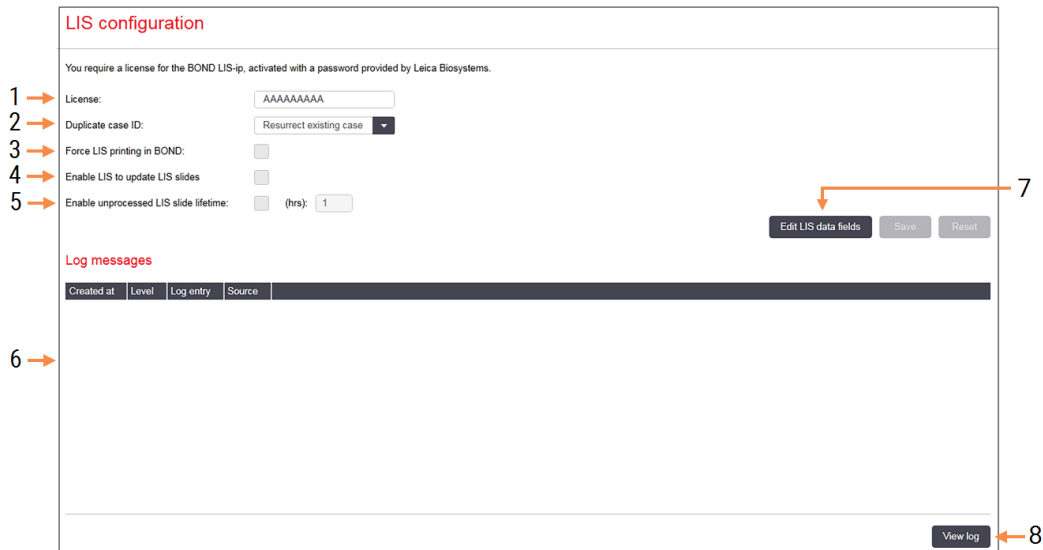 LIS configuration
You require a license for the BOND LIS-ip, activated with a password provided by Leica Biosystems.
1 License: AAAAAAAAA
2 Duplicate case ID: Resurrect existing case
3 Force LIS printing in BOND:
4 Enable LIS to update LIS slides
5 Enable unprocessed LIS slide lifetime: (hrs): 1
7
Edit LIS data fields Save Reset
Log messages
Created at Level Log entry Source
6
View log 8